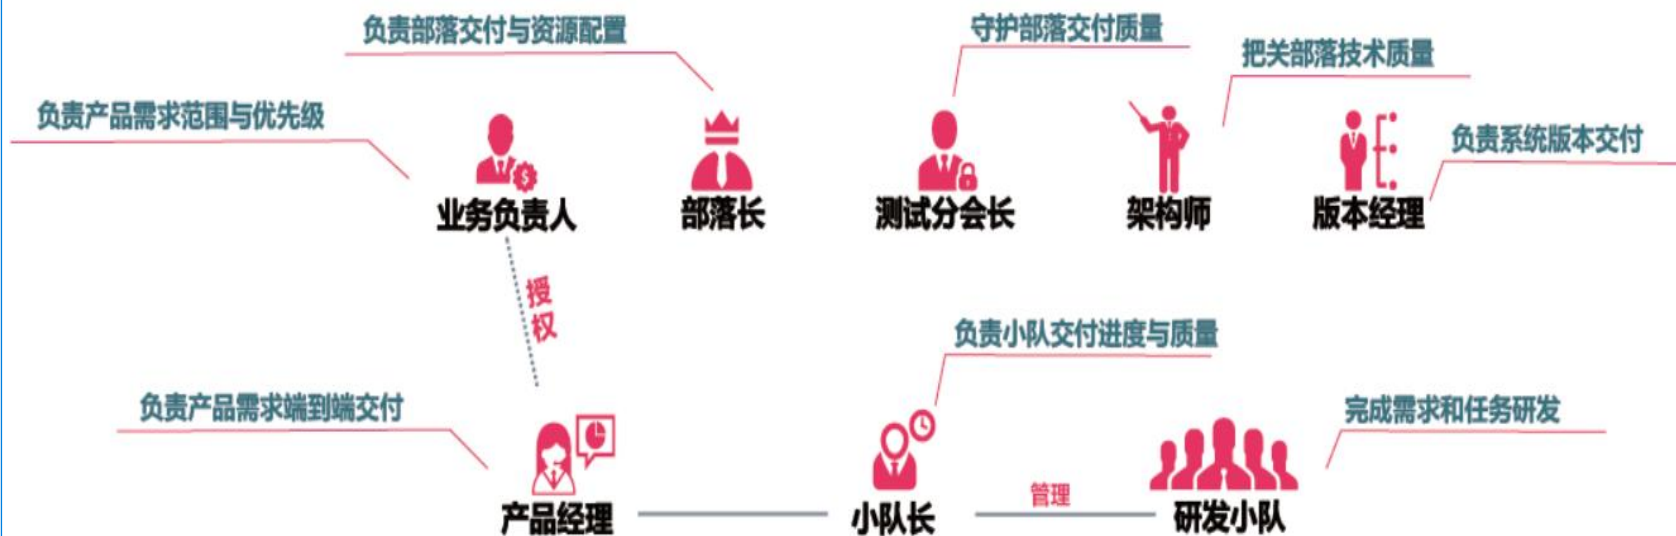 负责部落交付与资源配置
守护部落交付质量
把关部落技术质量
负责产品需求范围与优先级
负责系统版本交付
$
业务负责人
部落长
测试分会长
架构师
版本经理
授
权
负责小队交付进度与质量
负责产品需求端到端交付
完成需求和任务研发
管理
产品经理
小队长
研发小队